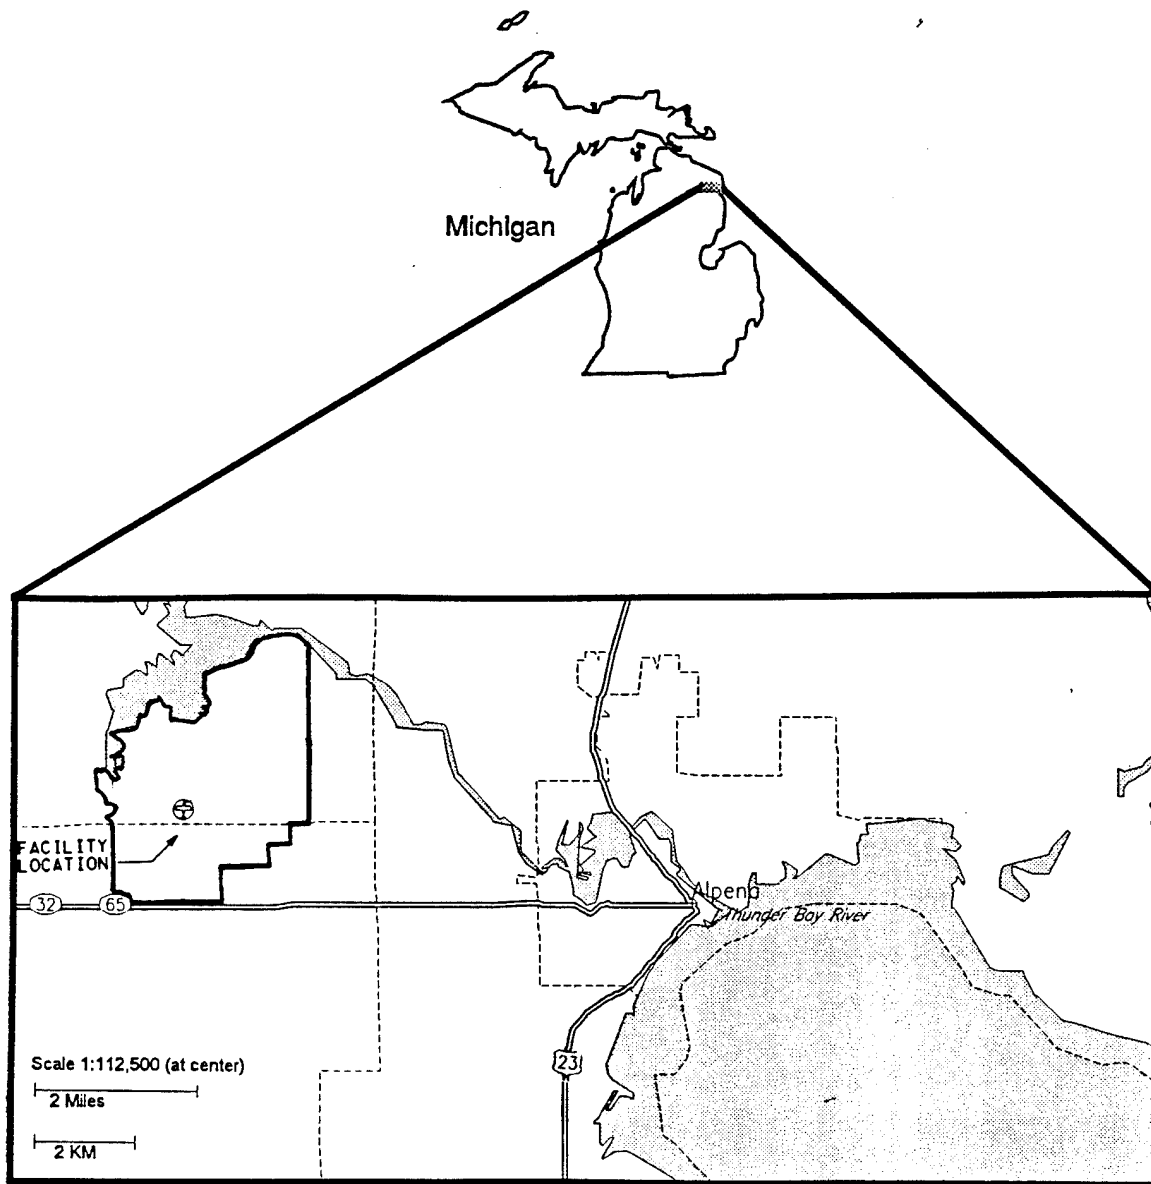 Michigan
FACILITY
LOCATION
32
65
Alpena
Thunder Bay River
23
Scale 1:112,500 (at center)
2 Miles
2 KM